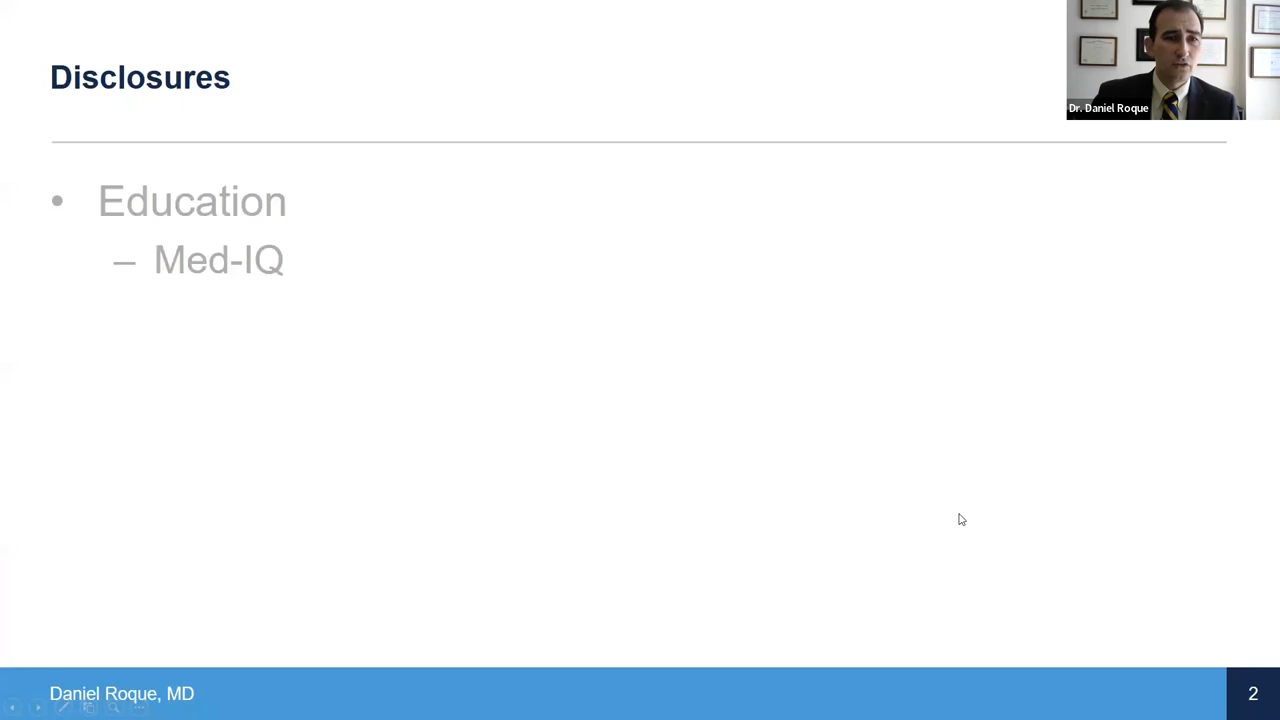 Disclosures
Dr. Daniel Roque
• Education
– Med-IQ
Daniel Roque, MD
2